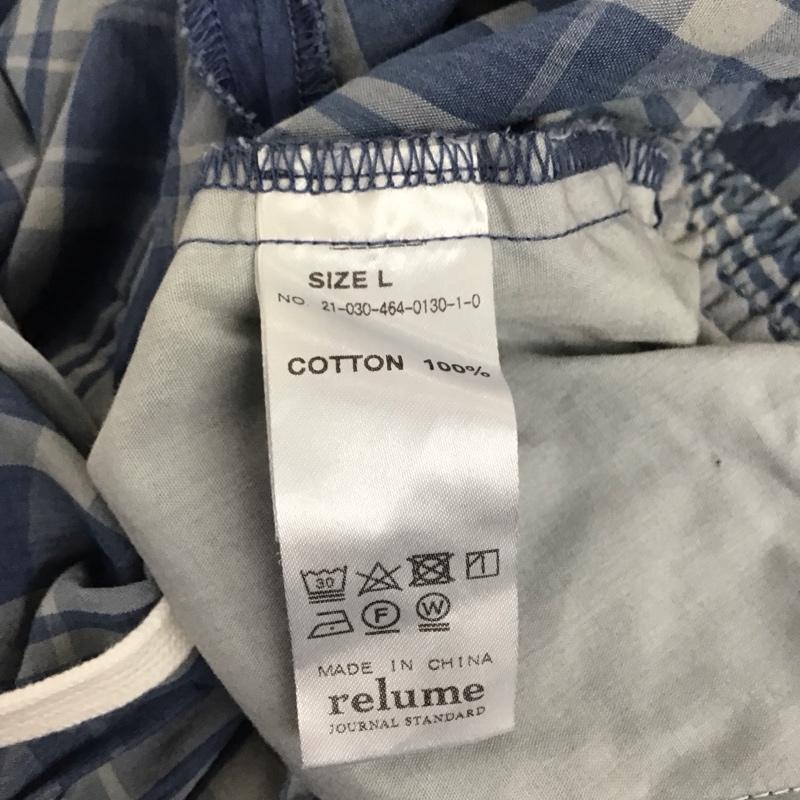 SIZE L
NO. 21-030-464-0130-1-0
COTTON 100%
30
F W
MADE IN CHINA
relume
JOURNAL STANDARD